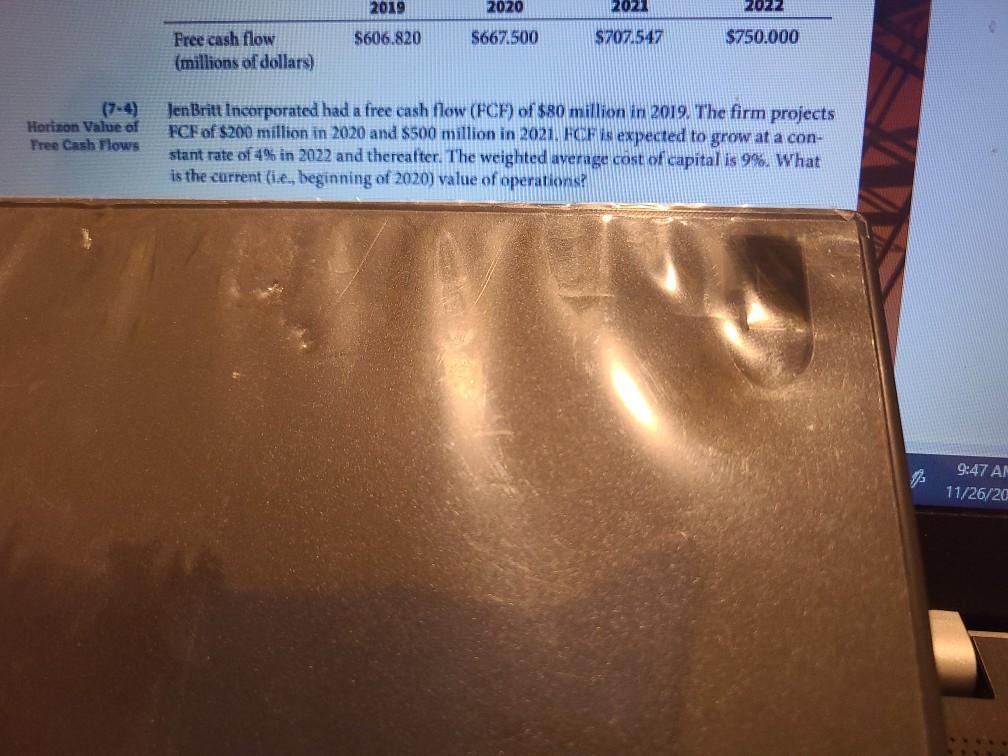 2019 2020 2021 2022
Free cash flow $606.820 $667.500 $707.547 $750.000
(millions of dollars)
(7-4)
Horizon Value of
Free Cash Flows
JenBritt Incorporated had a free cash flow (FCF) of $80 million in 2019. The firm projects
FCF of $200 million in 2020 and $500 million in 2021. FCF is expected to grow at a con-
stant rate of 4% in 2022 and thereafter. The weighted average cost of capital is 9%. What
is the current (i.e., beginning of 2020) value of operations?
9:47 AM
11/26/20